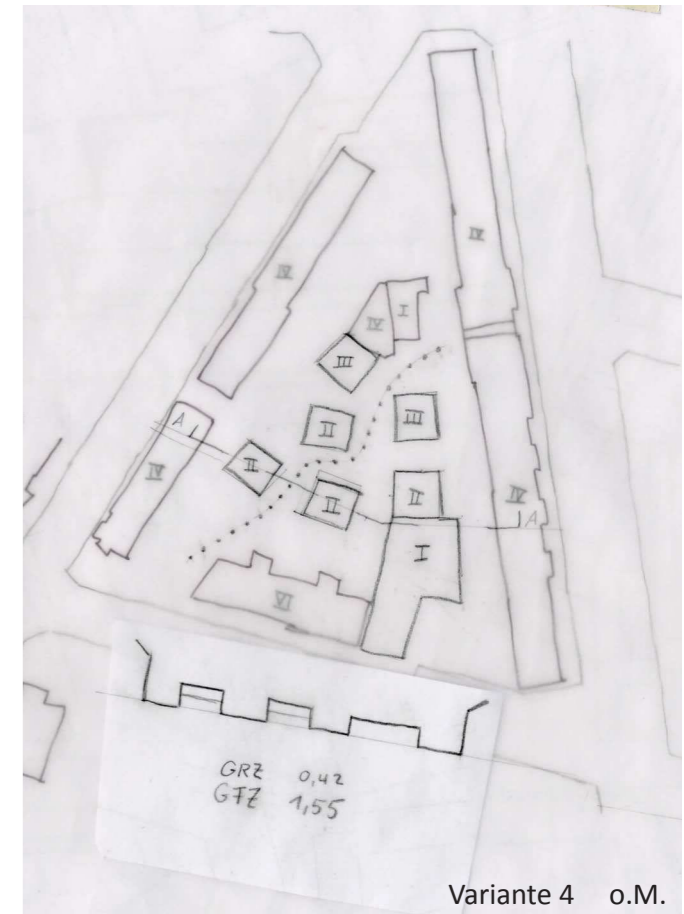 IV
IV
IV
I
III
III
II
A
II
IV
II
II
IV
A
I
VI
GRZ 0,42
GFZ 1,55
Variante 4 o.M.